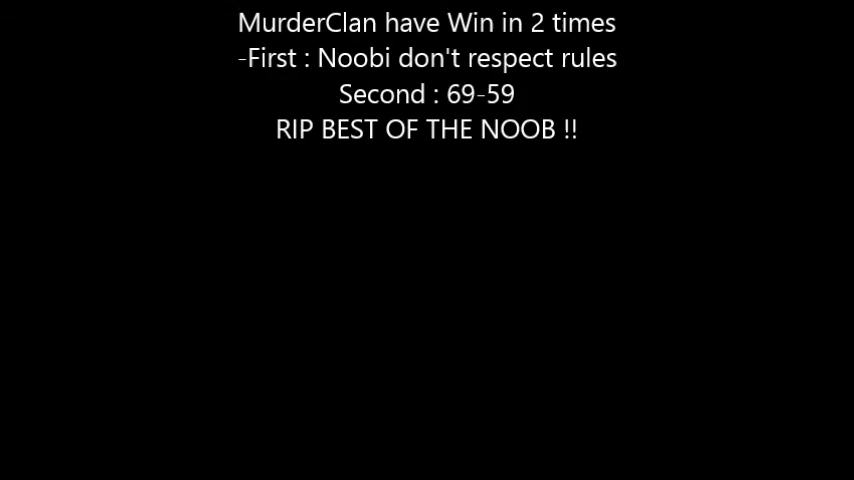 MurderClan have Win in 2 times
-First : Noobi don't respect rules
Second : 69-59
RIP BEST OF THE NOOB !!